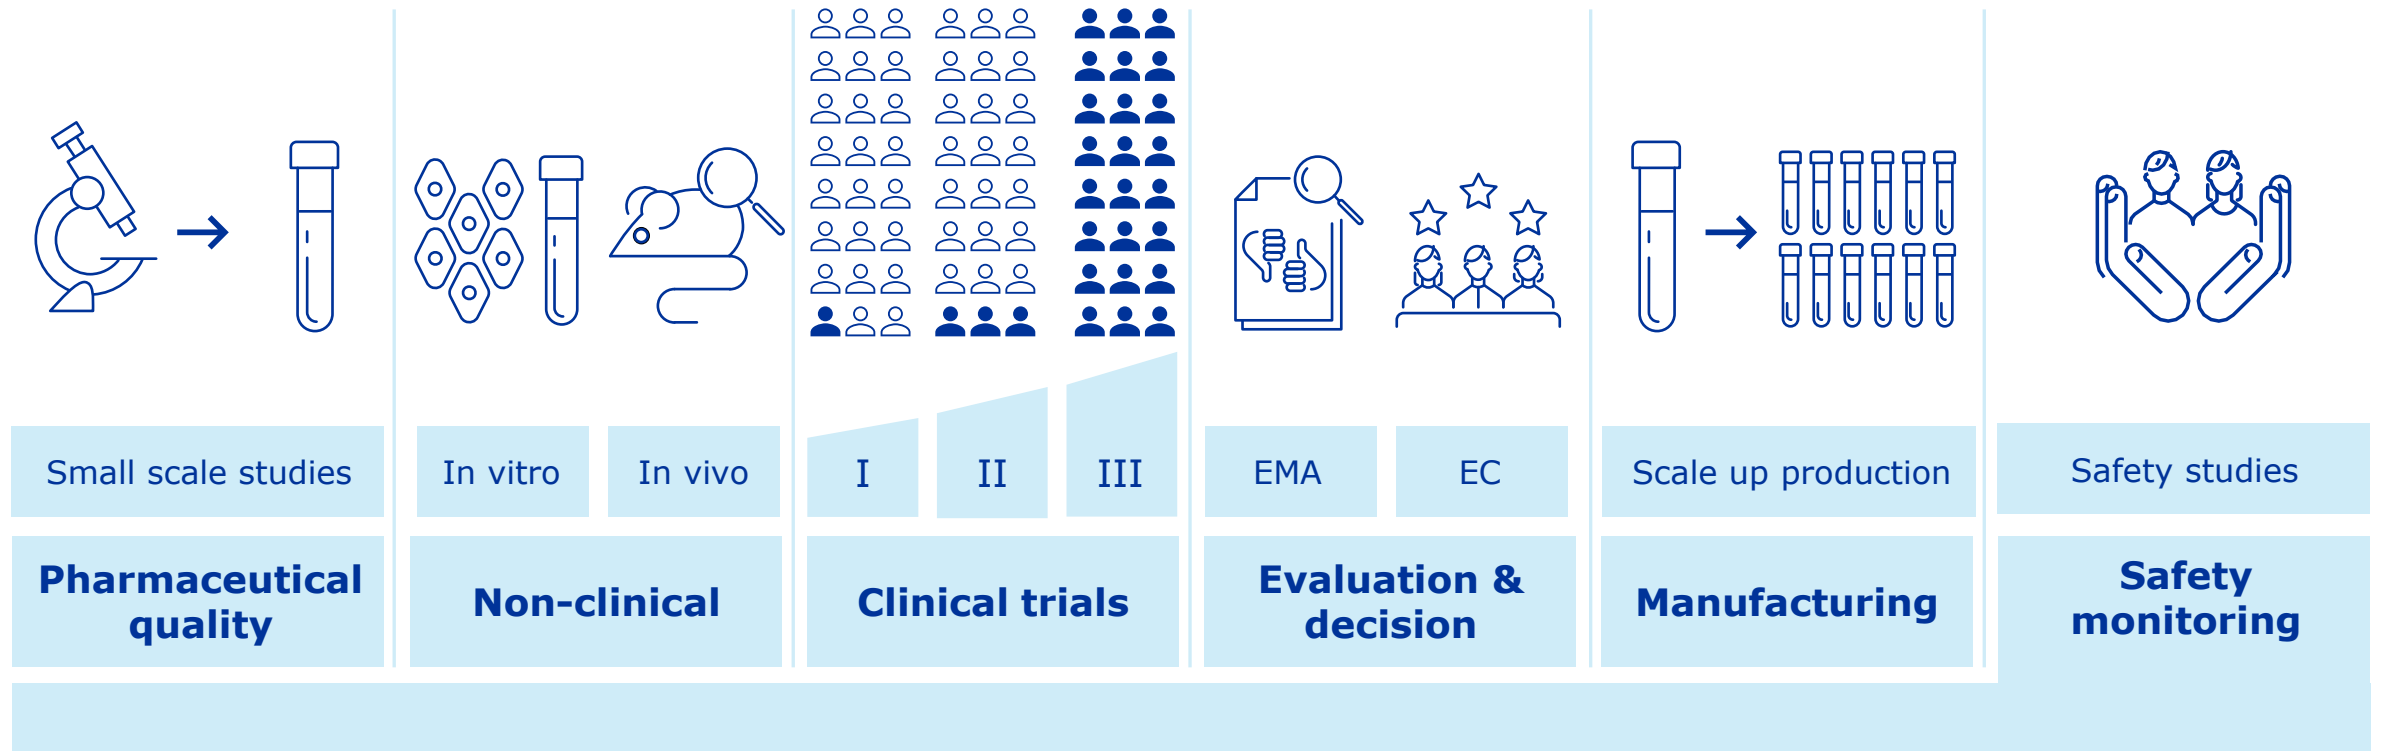 Small scale studies
In vitro
In vivo
I
II
III
EMA
EC
Scale up production
Safety studies
Pharmaceutical
quality
Non-clinical
Clinical trials
Evaluation &
decision
Manufacturing
Safety
monitoring